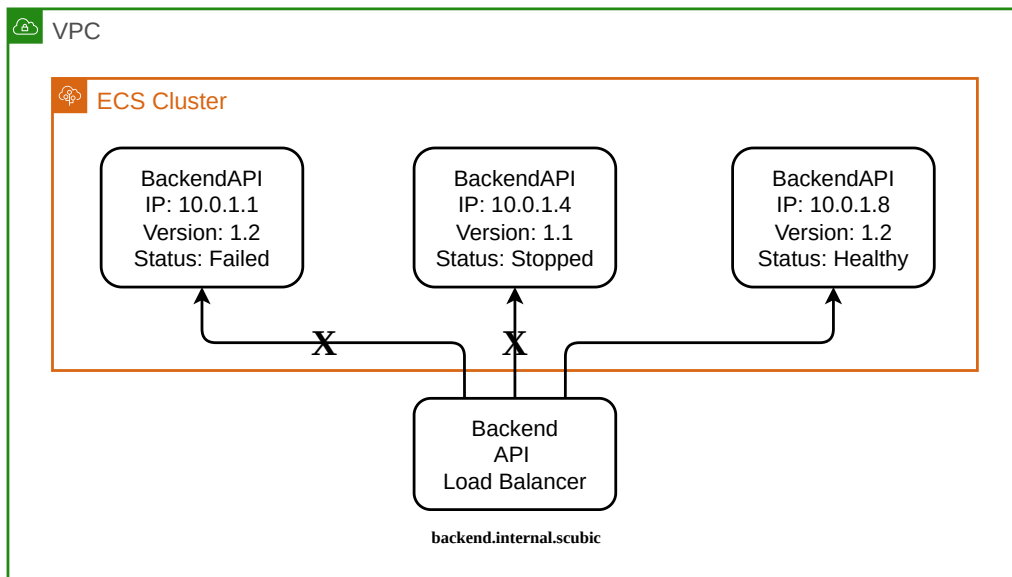 VPC
ECS Cluster
BackendAPI
IP: 10.0.1.1
Version: 1.2
Status: Failed
BackendAPI
IP: 10.0.1.4
Version: 1.1
Status: Stopped
BackendAPI
IP: 10.0.1.8
Version: 1.2
Status: Healthy
X
X
Backend
API
Load Balancer
backend.internal.scubic